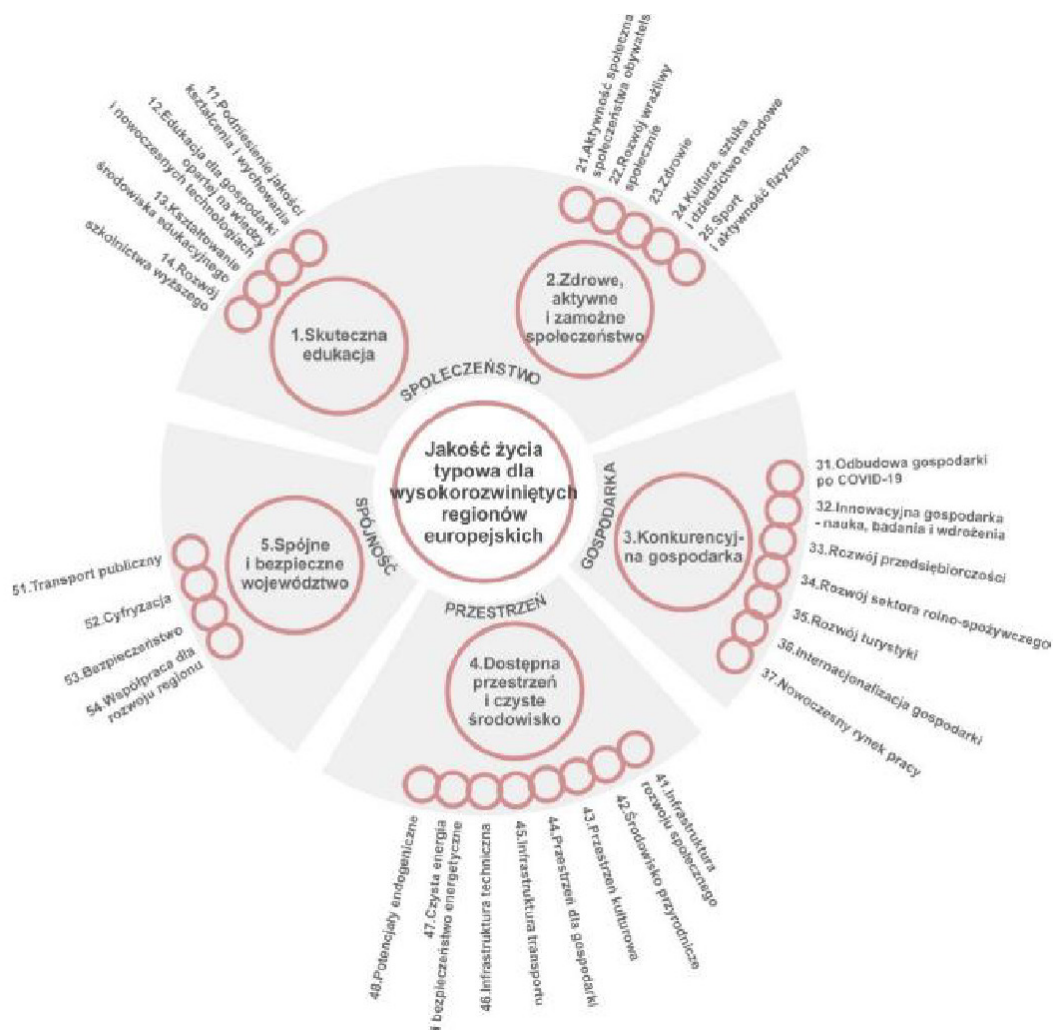 11.Podniesienie jakości
kształcenia i wychowania
12.Edukacja dla gospodarki
opartej na wiedzy
i nowoczesnych technologiach
13.Kształtowanie
środowiska edukacyjnego
14.Rozwój
szkolnictwa wyższego
21.Aktywność społeczna
społeczeństwa obywatels
22.Rozwój wrażliwy
społecznie
23.Zdrowie
24.Kultura, sztuka
i dziedzictwo narodowe
25.Sport
i aktywność fizyczna
1.Skuteczna
edukacja
2.Zdrowe,
aktywne
i zamożne
społeczeństwo
SPOŁECZEŃSTWO
Jakość życia
typowa dla
wysokorozwiniętych
regionów
europejskich
GOSPODARKA
3.Konkurencyj-
na gospodarka
31.Odbudowa gospodarki
po COVID-19
32.Innowacyjna gospodarka
- nauka, badania i wdrożenia
33.Rozwój przedsiębiorczości
34.Rozwój sektora rolno-spożywczego
35.Rozwój turystyki
36.Internacjonalizacja gospodarki
37.Nowoczesny rynek pracy
SPÓJNOŚĆ
5.Spójne
i bezpieczne
województwo
51.Transport publiczny
52.Cyfryzacja
53.Bezpieczeństwo
54.Współpraca dla
rozwoju regionu
PRZESTRZEŃ
4.Dostępna
przestrzeń
i czyste
środowisko
41.Infrastruktura
rozwoju społecznego
42.Środowisko przyrodnicze
43.Przestrzeń kulturowa
44.Przestrzeń dla gospodarki
45.Infrastruktura transportu
46.Infrastruktura techniczna
47.Czysta energia
i bezpieczeństwo energetyczne
48.Potencjały endogeniczne